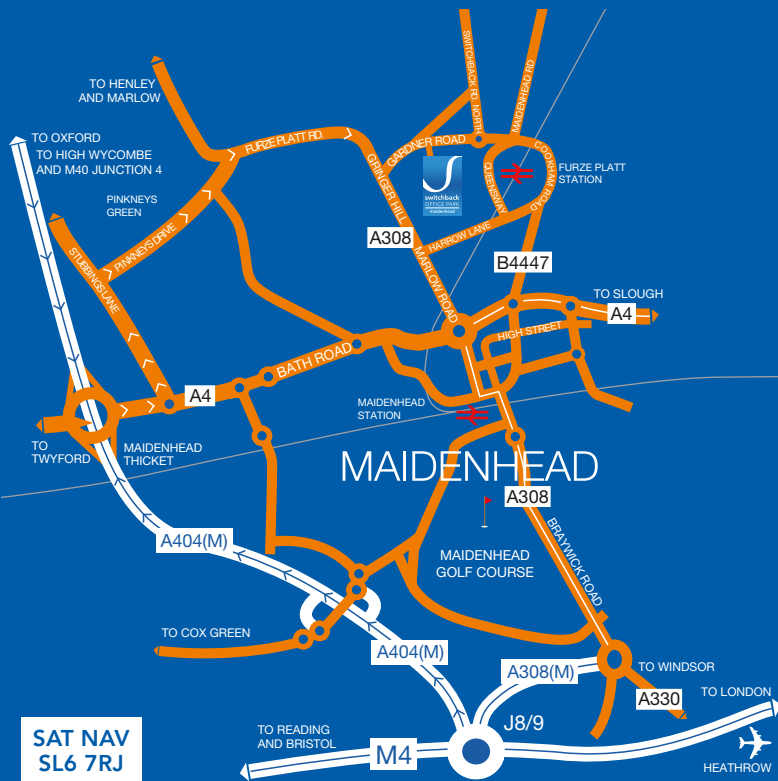 TO HENLEY
AND MARLOW
TO OXFORD
TO HIGH WYCOMBE
AND M40 JUNCTION 4
PINKNEYS
GREEN
FURZE PLATT RD.
SWITCHBACK RD. NORTH
MAIDENHEAD RD
GARDNER ROAD
COOKHAM ROAD
GRINGER HILL
switchback
OFFICE PARK
maidenhead
QUEENSWAY
FURZE PLATT
STATION
PINKNEYS DRIVE
STUBBINGS LANE
A308
HARROW LANE
MARLOW ROAD
B4447
TO SLOUGH
A4
HIGH STREET
BATH ROAD
A4
MAIDENHEAD
STATION
TO
TWYFORD
MAIDENHEAD
THICKET
MAIDENHEAD
A308
A404(M)
MAIDENHEAD
GOLF COURSE
BRAYWICK ROAD
TO COX GREEN
A404(M)
A308(M)
TO WINDSOR
A330
TO LONDON
J8/9
TO READING
AND BRISTOL
M4
HEATHROW
SAT NAV
SL6 7RJ